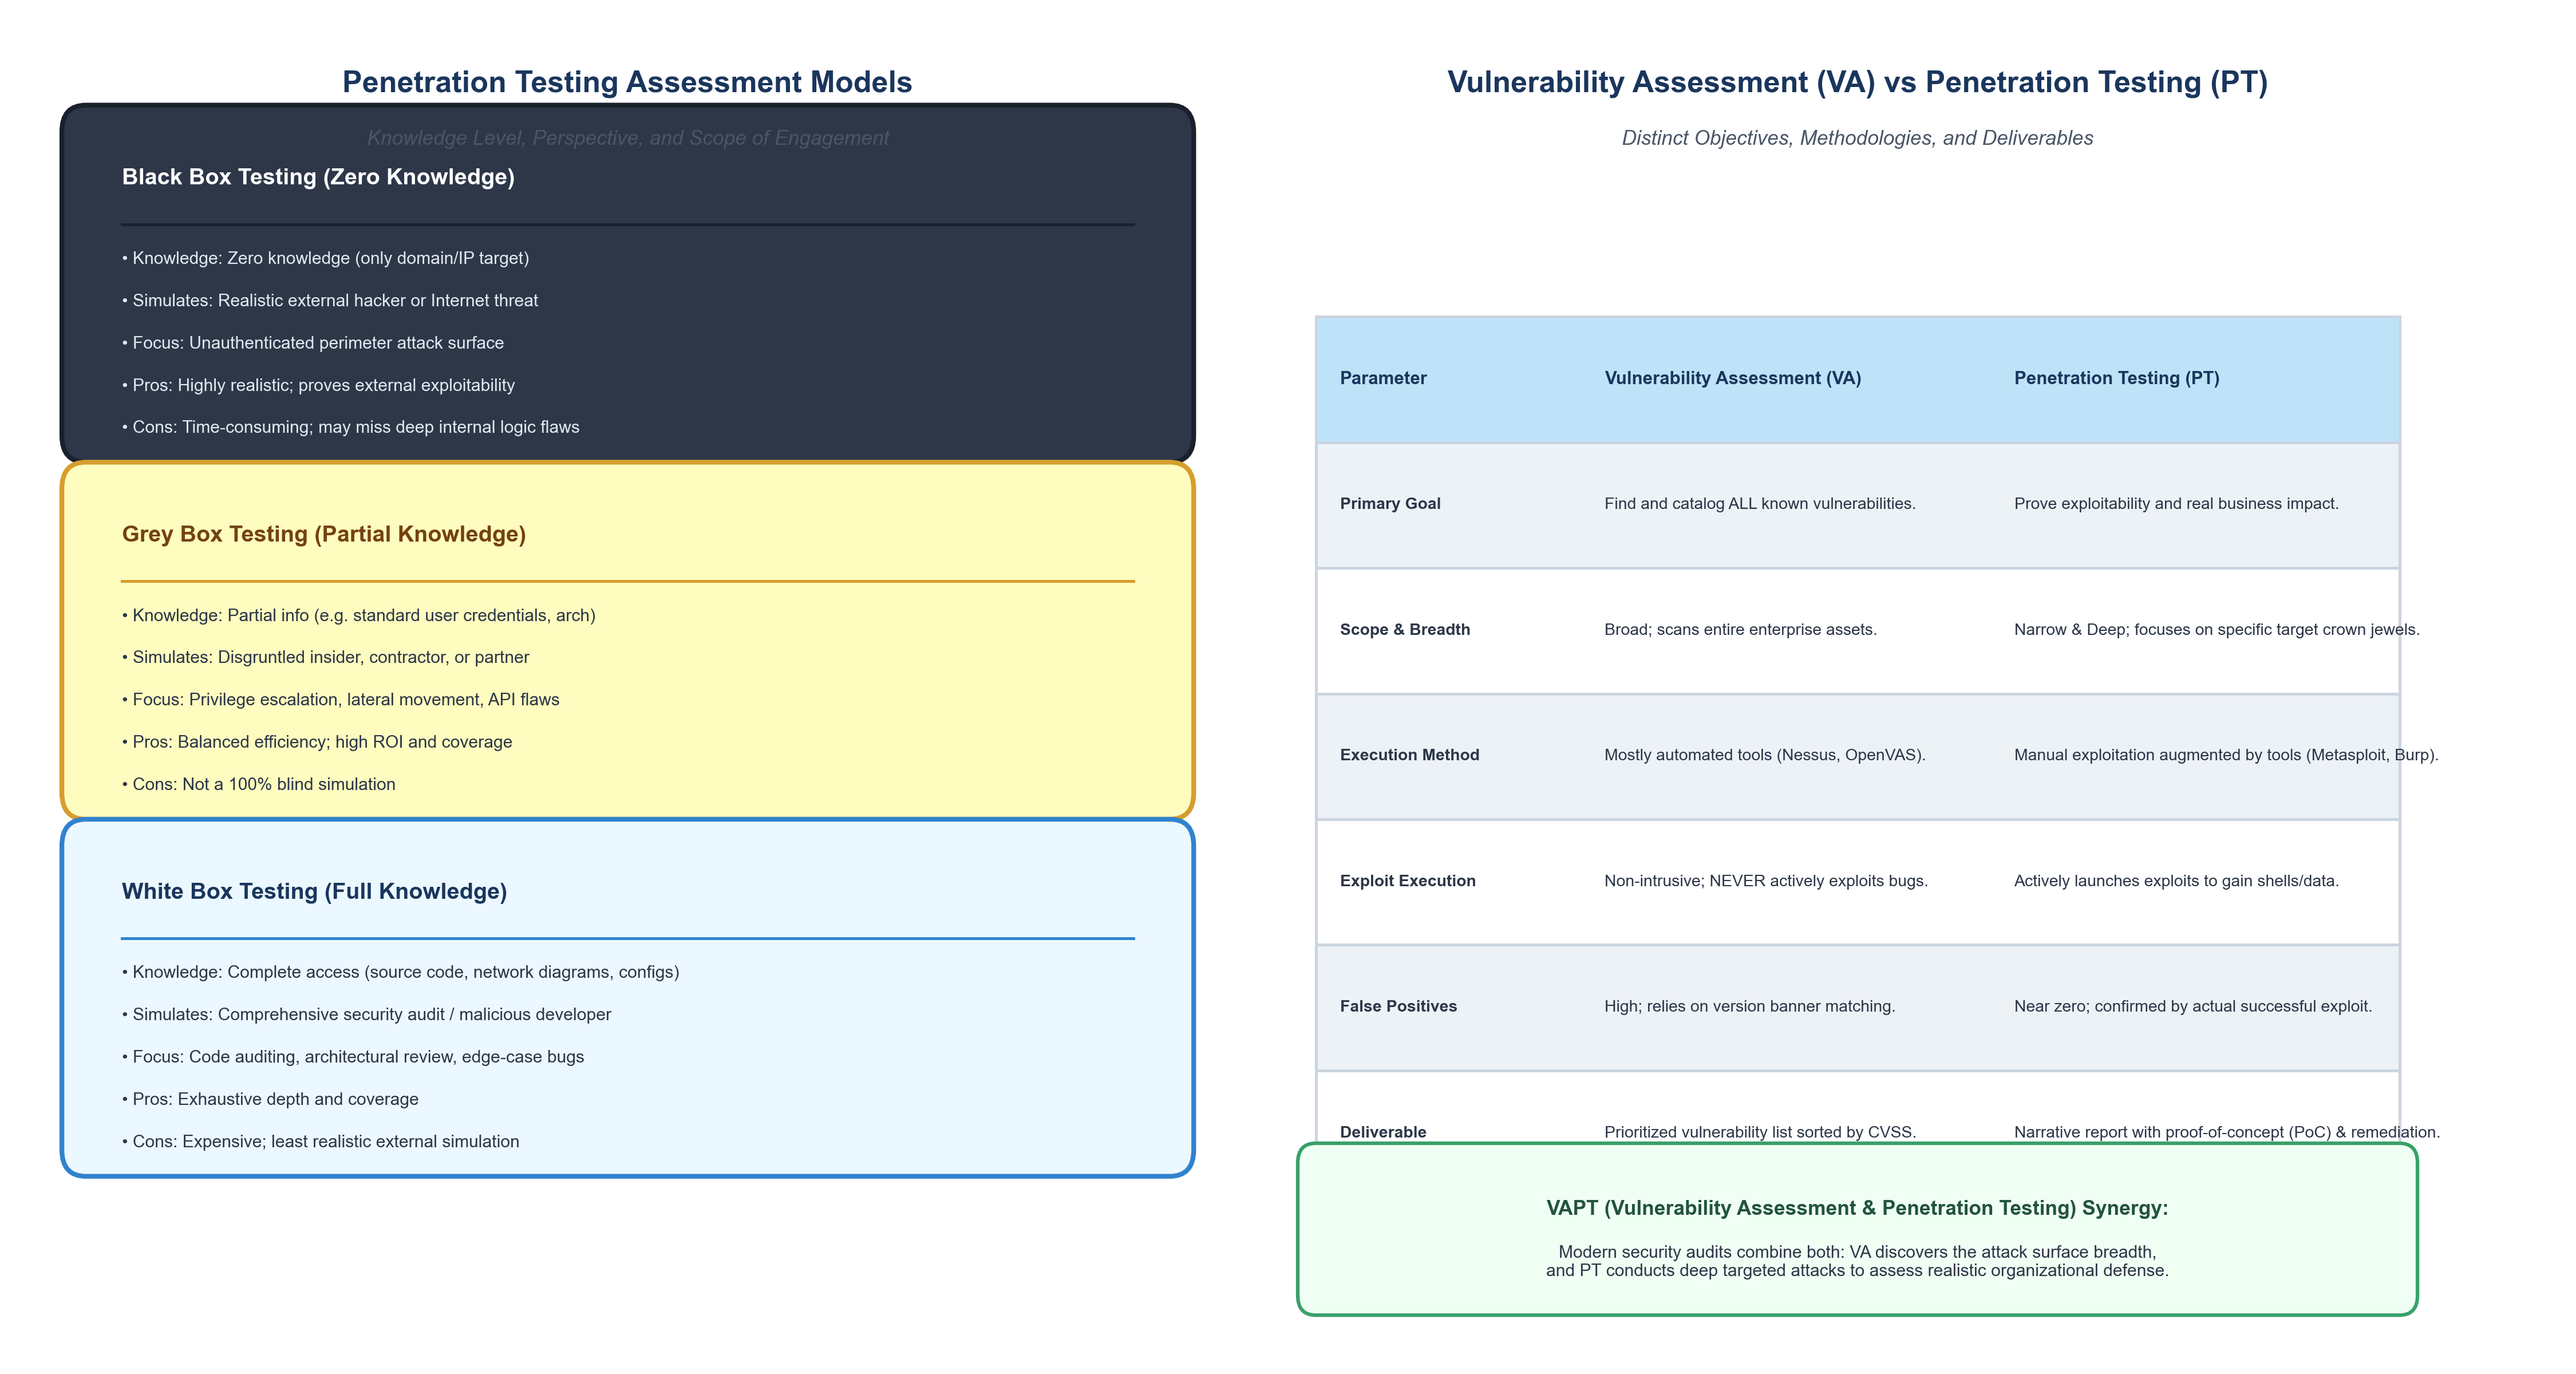 Penetration Testing Assessment Models
Knowledge Level, Perspective, and Scope of Engagement
Black Box Testing (Zero Knowledge)
• Knowledge: Zero knowledge (only domain/IP target)
• Simulates: Realistic external hacker or Internet threat
• Focus: Unauthenticated perimeter attack surface
• Pros: Highly realistic; proves external exploitability
• Cons: Time-consuming; may miss deep internal logic flaws
Grey Box Testing (Partial Knowledge)
• Knowledge: Partial info (e.g. standard user credentials, arch)
• Simulates: Disgruntled insider, contractor, or partner
• Focus: Privilege escalation, lateral movement, API flaws
• Pros: Balanced efficiency; high ROI and coverage
• Cons: Not a 100% blind simulation
White Box Testing (Full Knowledge)
• Knowledge: Complete access (source code, network diagrams, configs)
• Simulates: Comprehensive security audit / malicious developer
• Focus: Code auditing, architectural review, edge-case bugs
• Pros: Exhaustive depth and coverage
• Cons: Expensive; least realistic external simulation
Vulnerability Assessment (VA) vs Penetration Testing (PT)
Distinct Objectives, Methodologies, and Deliverables
Parameter Vulnerability Assessment (VA) Penetration Testing (PT)
Primary Goal Find and catalog ALL known vulnerabilities. Prove exploitability and real business impact.
Scope & Breadth Broad; scans entire enterprise assets. Narrow & Deep; focuses on specific target crown jewels.
Execution Method Mostly automated tools (Nessus, OpenVAS). Manual exploitation augmented by tools (Metasploit, Burp).
Exploit Execution Non-intrusive; NEVER actively exploits bugs. Actively launches exploits to gain shells/data.
False Positives High; relies on version banner matching. Near zero; confirmed by actual successful exploit.
Deliverable Prioritized vulnerability list sorted by CVSS. Narrative report with proof-of-concept (PoC) & remediation.
VAPT (Vulnerability Assessment & Penetration Testing) Synergy:
Modern security audits combine both: VA discovers the attack surface breadth,
and PT conducts deep targeted attacks to assess realistic organizational defense.